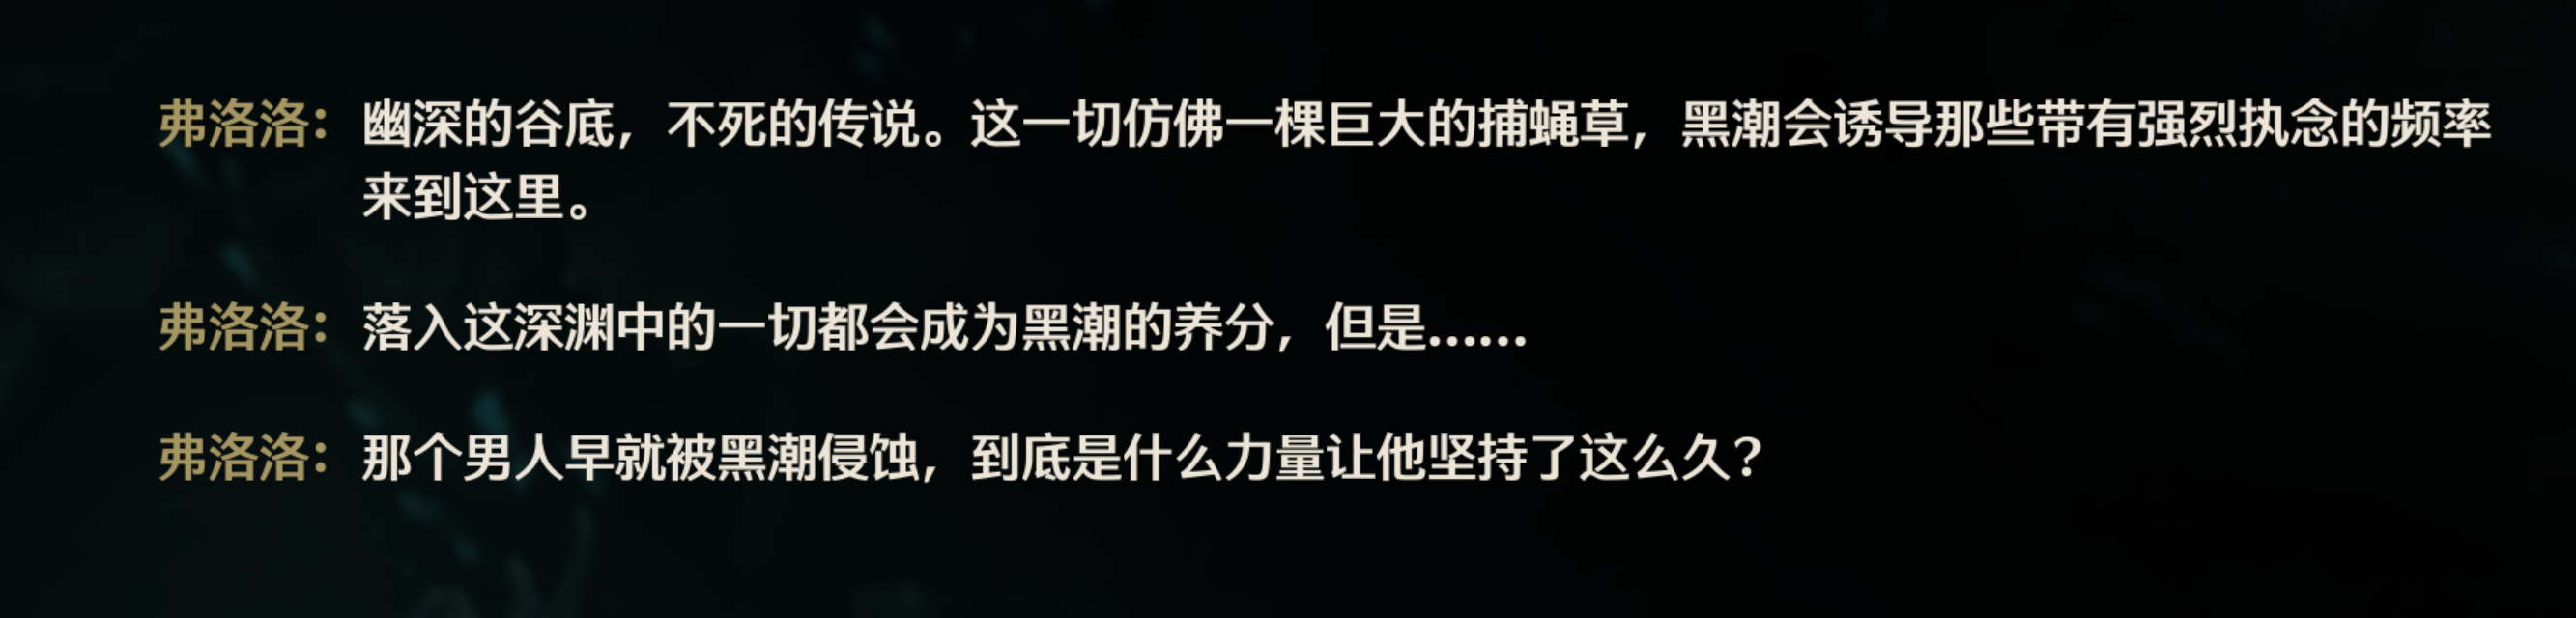 弗洛洛：幽深的谷底，不死的传说。这一切仿佛一棵巨大的捕蝇草，黑潮会诱导那些带有强烈执念的频率
来到这里。
弗洛洛：落入这深渊中的一切都会成为黑潮的养分，但是……
弗洛洛：那个男人早就被黑潮侵蚀，到底是什么力量让他坚持了这么久？